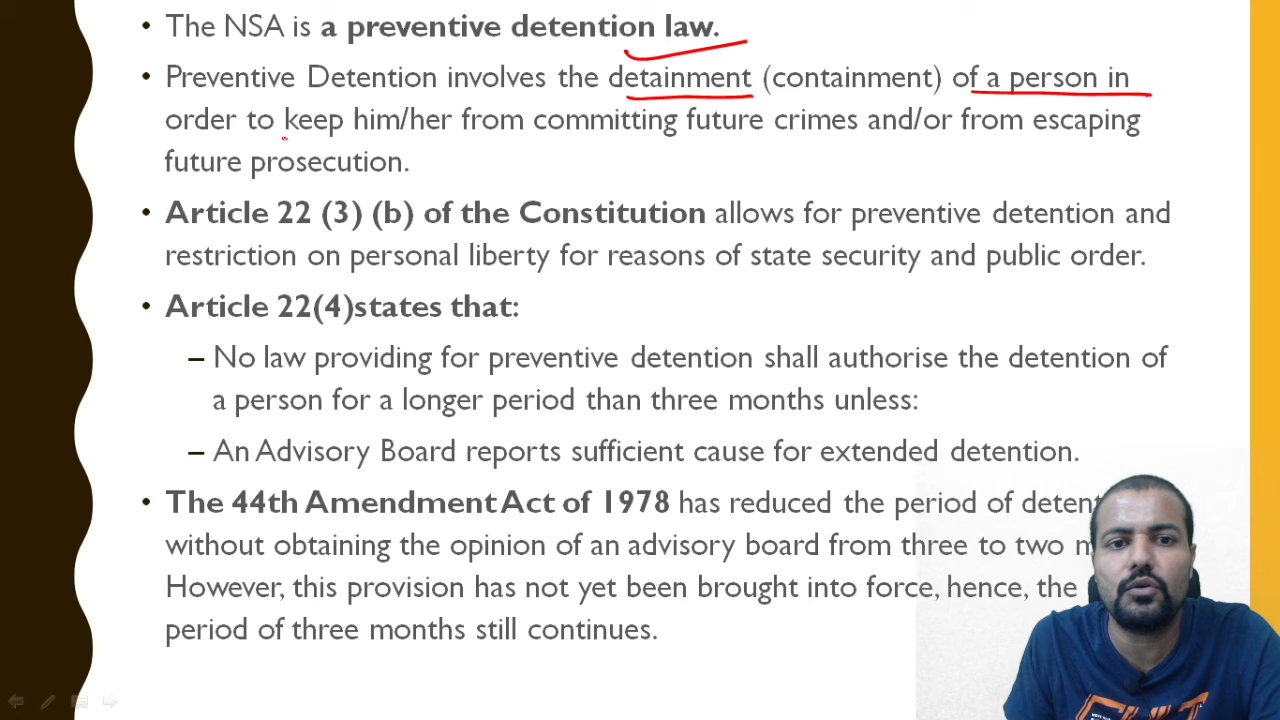 • The NSA is a preventive detention law.
• Preventive Detention involves the detainment (containment) of a person in
order to keep him/her from committing future crimes and/or from escaping
future prosecution.
• Article 22 (3) (b) of the Constitution allows for preventive detention and
restriction on personal liberty for reasons of state security and public order.
• Article 22(4)states that:
– No law providing for preventive detention shall authorise the detention of
a person for a longer period than three months unless:
– An Advisory Board reports sufficient cause for extended detention.
• The 44th Amendment Act of 1978 has reduced the period of
without obtaining the opinion of an advisory board from three to two
However, this provision has not yet been brought into force, hence, the
period of three months still continues.